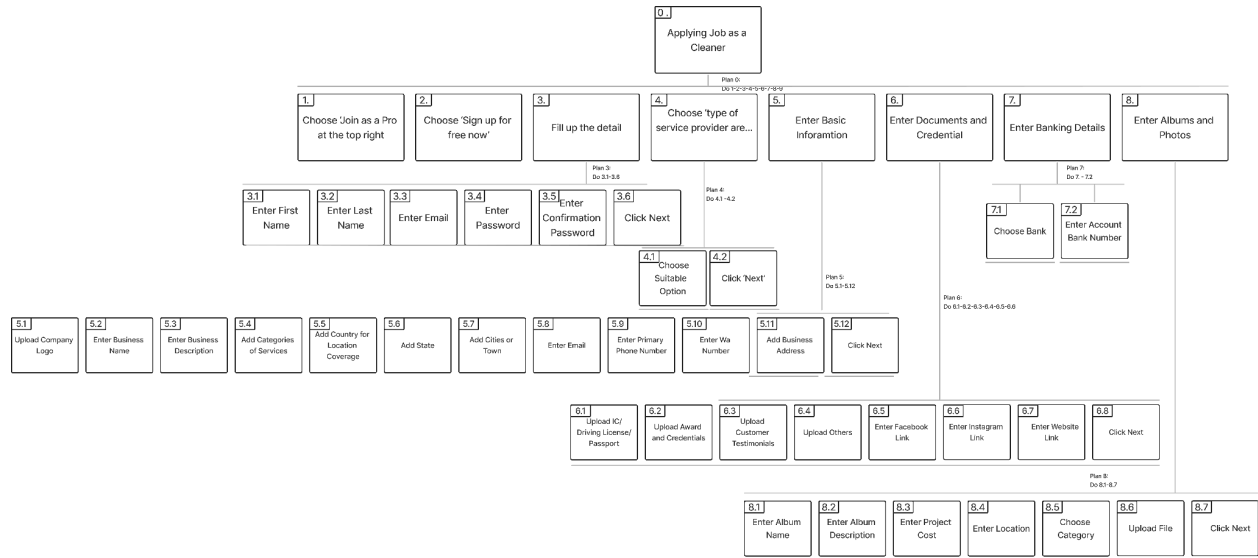 0 .
Applying Job as a
Cleaner
Plan 0:
Do 1-2-3-4-5-6-7-8-9
1.
Choose 'Join as a Pro
at the top right
2.
Choose 'Sign up for
free now'
3.
Fill up the detail
4.
Choose 'type of
service provider are...
5.
Enter Basic
Inforamtion
6.
Enter Documents and
Credential
7.
Enter Banking Details
8.
Enter Albums and
Photos
Plan 3:
Do 3.1-3.6
Plan 4:
Do 4.1 -4.2
Plan 7:
Do 7. - 7.2
3.1
Enter First
Name
3.2
Enter Last
Name
3.3
Enter Email
3.4
Enter
Password
3.5
Enter
Confirmation
Password
3.6
Click Next
7.1
Choose Bank
7.2
Enter Account
Bank Number
4.1
Choose
Suitable
Option
4.2
Click 'Next'
Plan 5:
Do 5.1-5.12
Plan 6:
Do 6.1-6.2-6.3-6.4-6.5-6.6
5.1
Upload Company
Logo
5.2
Enter Business
Name
5.3
Enter Business
Description
5.4
Add Categories
of Services
5.5
Add Country for
Location
Coverage
5.6
Add State
5.7
Add Cities or
Town
5.8
Enter Email
5.9
Enter Primary
Phone Number
5.10
Enter Wa
Number
5.11
Add Business
Address
5.12
Click Next
6.1
Upload IC/
Driving License/
Passport
6.2
Upload Award
and Credentials
6.3
Upload
Customer
Testimonials
6.4
Upload Others
6.5
Enter Facebook
Link
6.6
Enter Instagram
Link
6.7
Enter Website
Link
6.8
Click Next
Plan 8:
Do 8.1-8.7
8.1
Enter Album
Name
8.2
Enter Album
Description
8.3
Enter Project
Cost
8.4
Enter Location
8.5
Choose
Category
8.6
Upload File
8.7
Click Next